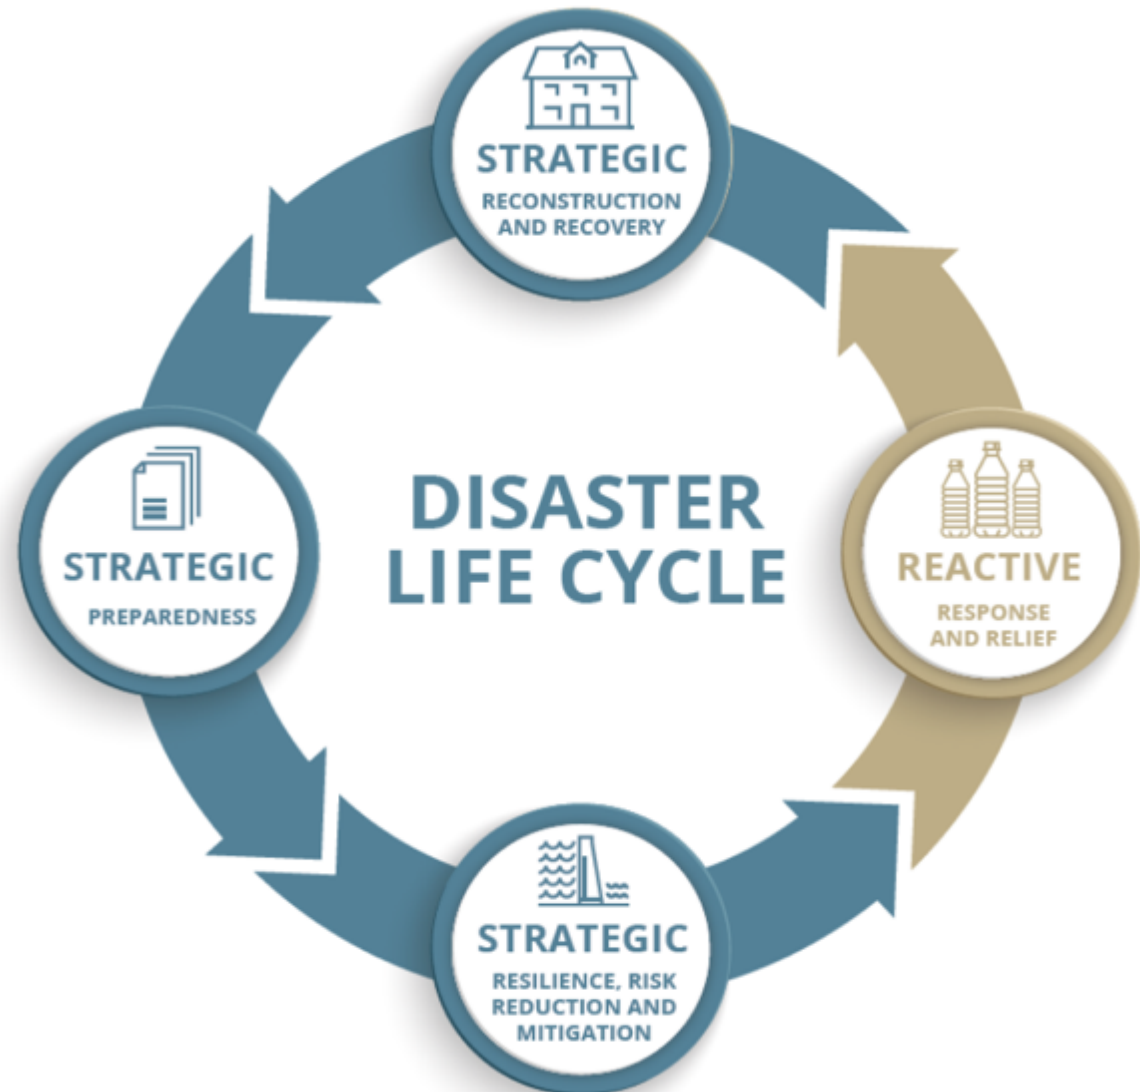 STRATEGIC
RECONSTRUCTION
AND RECOVERY
DISASTER
LIFE CYCLE
STRATEGIC
PREPAREDNESS
REACTIVE
RESPONSE
AND RELIEF
STRATEGIC
RESILIENCE, RISK
REDUCTION AND
MITIGATION